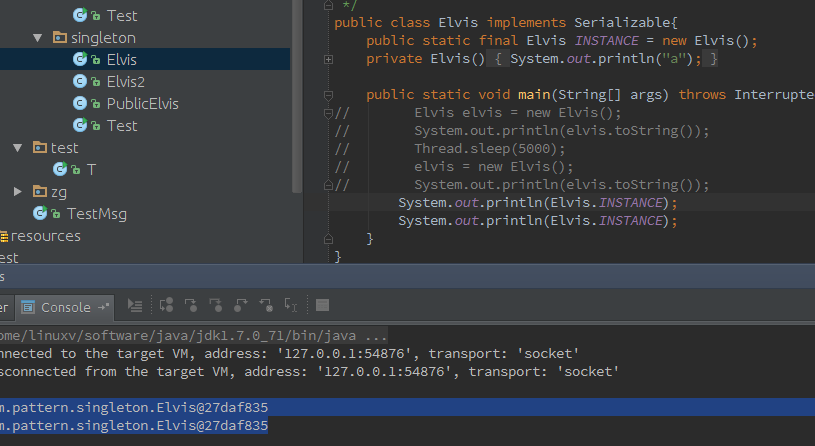 Test
singleton
Elvis
Elvis2
PublicElvis
Test
test
T
zg
TestMsg
resources
est
*/
public class Elvis implements Serializable{
public static final Elvis INSTANCE = new Elvis();
private Elvis() { System.out.println("a"); }
public static void main(String[] args) throws Interrupte
// Elvis elvis = new Elvis();
// System.out.println(elvis.toString());
// Thread.sleep(5000);
// elvis = new Elvis();
// System.out.println(elvis.toString());
System.out.println(Elvis.INSTANCE);
System.out.println(Elvis.INSTANCE);
}
}
s
er Console
ome/linuxv/software/java/jdk1.7.0_71/bin/java ...
nnected to the target VM, address: '127.0.0.1:54876', transport: 'socket'
sconnected from the target VM, address: '127.0.0.1:54876', transport: 'socket'
m.pattern.singleton.Elvis@27daf835
m.pattern.singleton.Elvis@27daf835